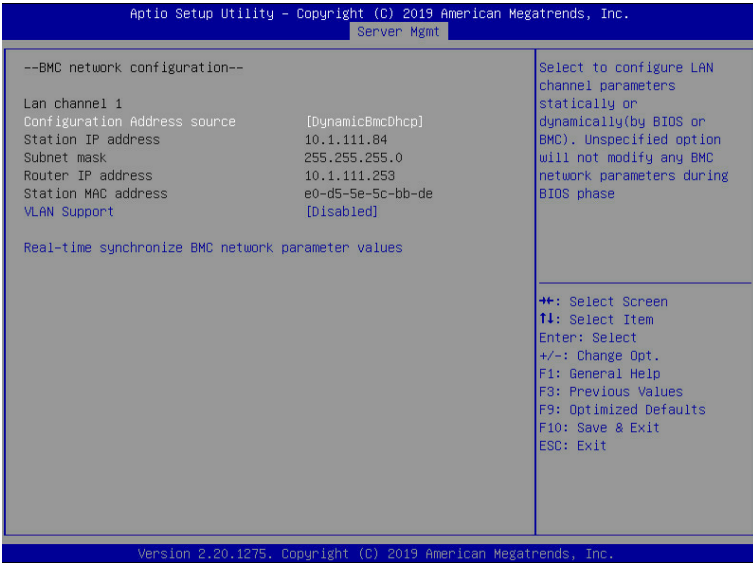 Aptio Setup Utility – Copyright (C) 2019 American Megatrends, Inc.
Server Mgmt
--BMC network configuration--
Lan channel 1
Configuration Address source [DynamicBmcDhcp]
Station IP address 10.1.111.84
Subnet mask 255.255.255.0
Router IP address 10.1.111.253
Station MAC address e0-d5-5e-5c-bb-de
VLAN Support [Disabled]
Real-time synchronize BMC network parameter values
Select to configure LAN
channel parameters
statically or
dynamically(by BIOS or
BMC). Unspecified option
will not modify any BMC
network parameters during
BIOS phase
→←: Select Screen
↑↓: Select Item
Enter: Select
+/-: Change Opt.
F1: General Help
F3: Previous Values
F9: Optimized Defaults
F10: Save & Exit
ESC: Exit
Version 2.20.1275. Copyright (C) 2019 American Megatrends, Inc.